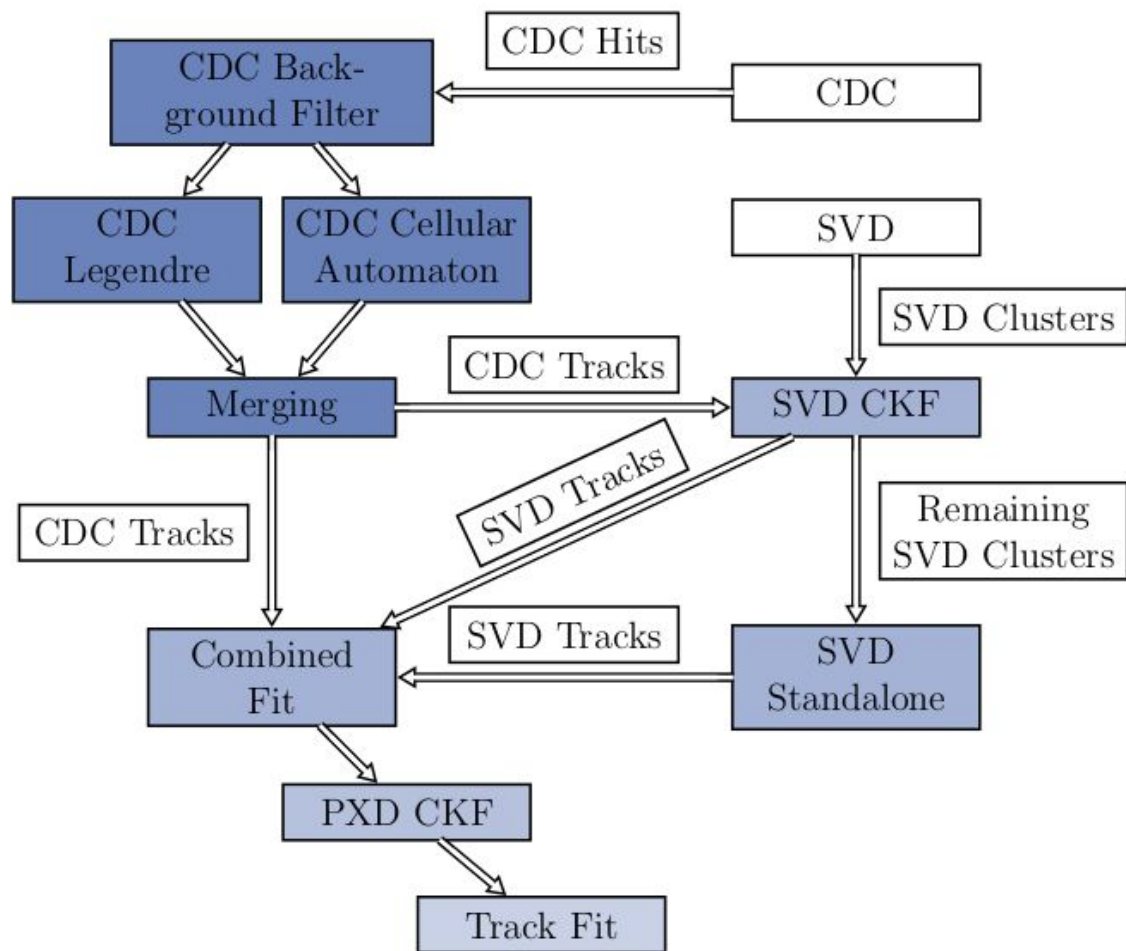 CDC Hits
CDC Back-
ground Filter
CDC
CDC
Legendre
CDC Cellular
Automaton
SVD
SVD Clusters
CDC Tracks
Merging
SVD CKF
SVD Tracks
CDC Tracks
Remaining
SVD Clusters
SVD Tracks
Combined
Fit
SVD
Standalone
PXD CKF
Track Fit